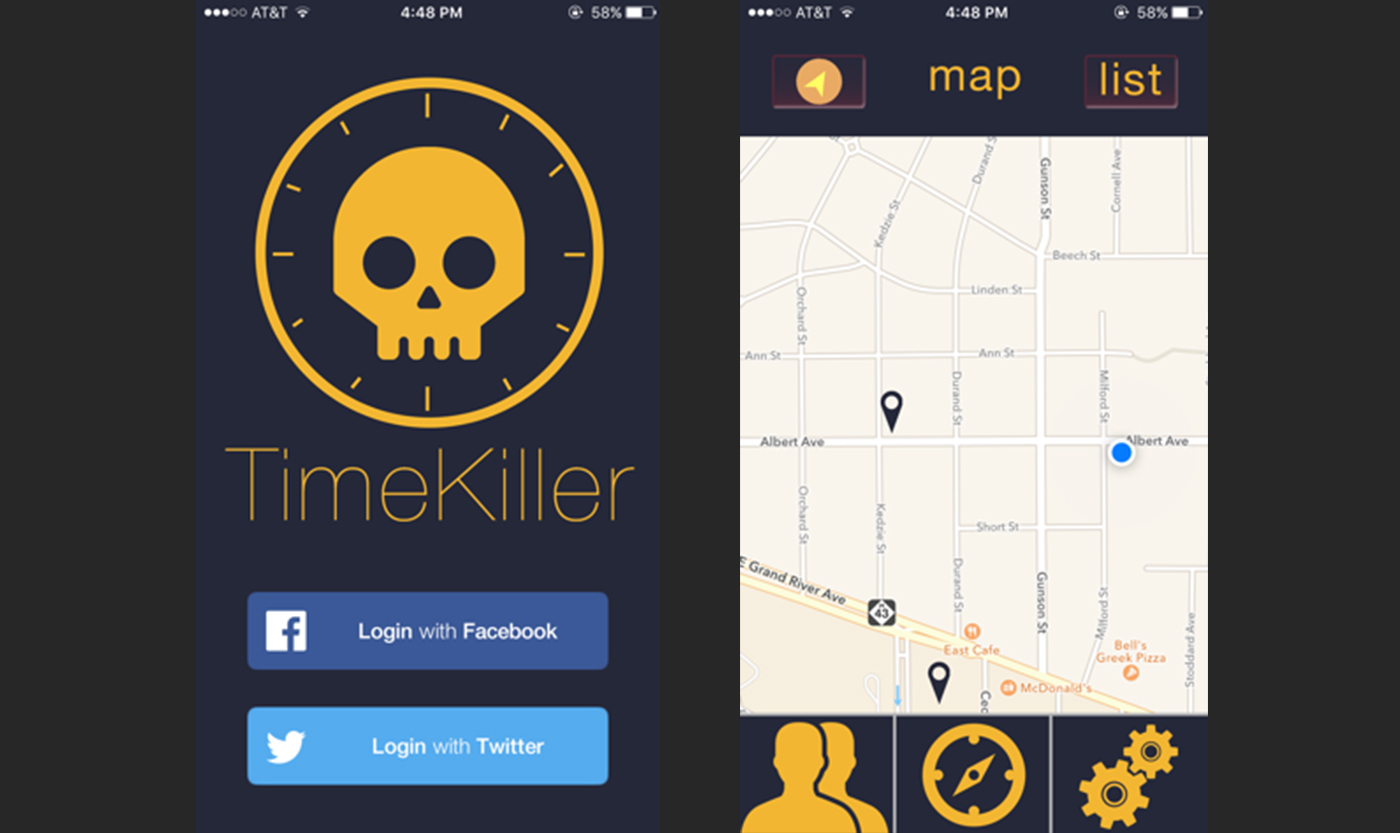 AT&T 4:48 PM 58%
TimeKiller
Login with Facebook
Login with Twitter
AT&T 4:48 PM 58%
map list
Durand S
Gunson St
Cornell Ave
Kedzie St
Beech St
Linden St
Orchard St
Ann St
Ann St
Durand St
Milford St
Albert Ave
Albert Ave
Orchard St
Kedzie St
Short St
E Grand River Ave
Durand St
Gunson St
Milford St
43
East Cafe
Bell's
Greek Pizza
Stoddard Ave
McDonald's
Cec